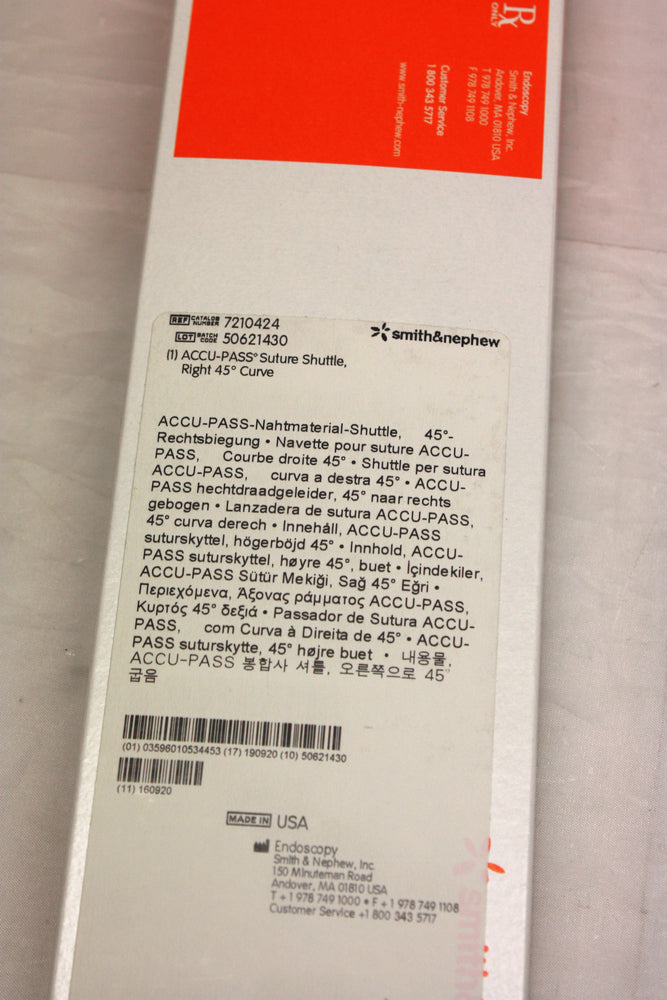 Rx
ONLY
Endoscopy
Smith & Nephew, Inc.
Andover, MA 01810 USA
T 978 749 1000
F 978 749 1108
Customer Service
1 800 343 5717
www.smith-nephew.com
REF CATALOG NUMBER 7210424
LOT BATCH CODE 50621430
smith&nephew
(1) ACCU-PASS® Suture Shuttle,
Right 45° Curve
ACCU-PASS-Nahtmaterial-Shuttle, 45°-
Rechtsbiegung • Navette pour suture ACCU-
PASS, Courbe droite 45° • Shuttle per sutura
ACCU-PASS, curva a destra 45° • ACCU-
PASS hechtdraadgeleider, 45° naar rechts
gebogen • Lanzadera de sutura ACCU-PASS,
45° curva derech • Innehåll, ACCU-PASS
suturskyttel, högerböjd 45° • Innhold, ACCU-
PASS suturskyttel, høyre 45°, buet • İçindekiler,
ACCU-PASS Sütür Mekiği, Sağ 45° Eğri •
Περιεχόμενα, Άξονας ράμματος ACCU-PASS,
Κυρτός 45° δεξιά • Passador de Sutura ACCU-
PASS, com Curva à Direita de 45° • ACCU-
PASS suturskytte, 45° højre buet • 내용물,
ACCU-PASS 봉합사 셔틀, 오른쪽으로 45°
굽음
(01) 03596010534453 (17) 190920 (10) 50621430
(11) 160920
MADE IN USA
Endoscopy
Smith & Nephew, Inc.
150 Minuteman Road
Andover, MA 01810 USA
T +1 978 749 1000 • F +1 978 749 1108
Customer Service +1 800 343 5717